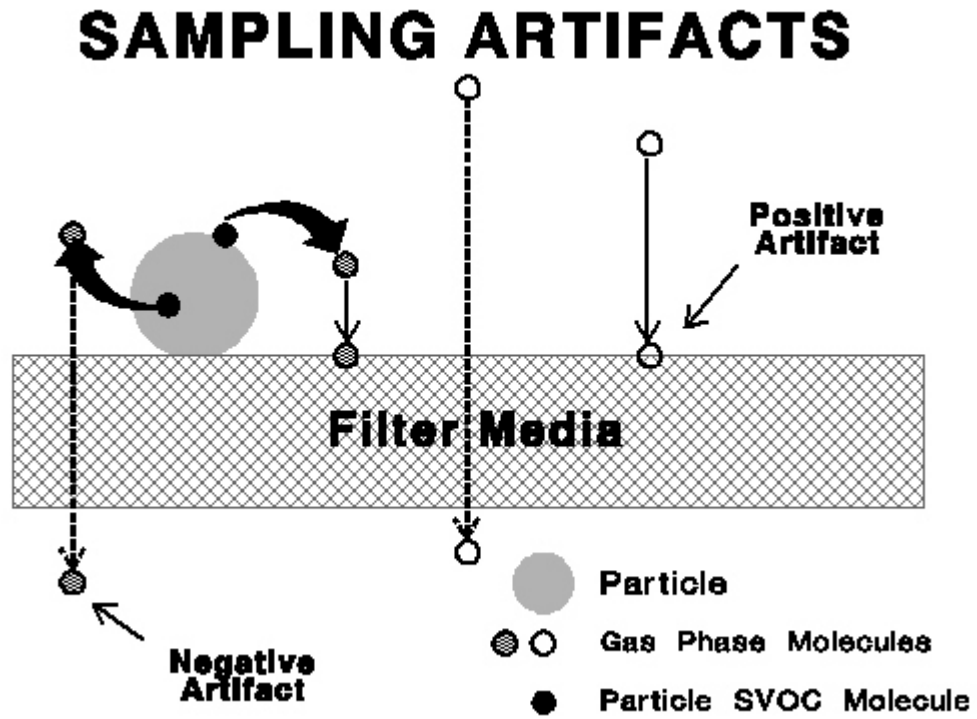 SAMPLING ARTIFACTS
Positive
Artifact
Filter Media
Particle
Gas Phase Molecules
Negative
Artifact
Particle SVOC Molecule